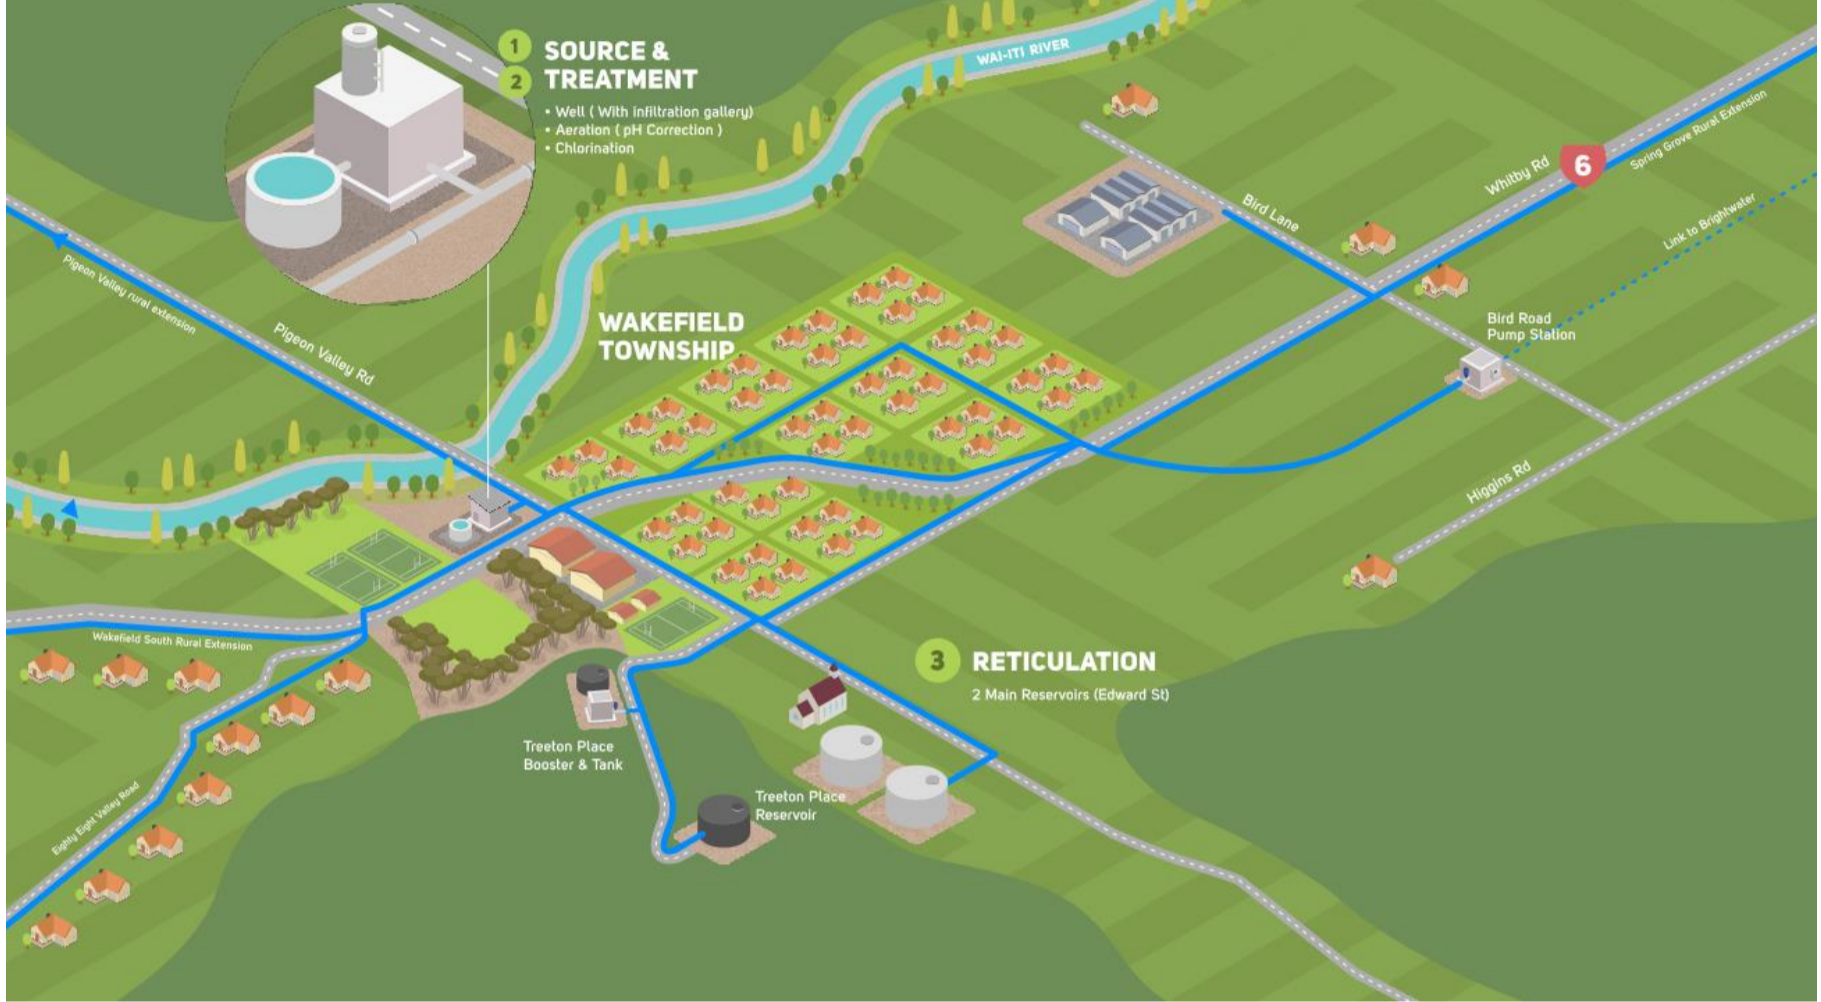 1
SOURCE &
2
TREATMENT
• Well ( With infiltration gallery)
• Aeration ( pH Correction )
• Chlorination
WAI-ITI RIVER
Whitby Rd
6
Spring Grove Rural Extension
Bird Lane
Link to Brightwater
Pigeon Valley rural extension
Pigeon Valley Rd
WAKEFIELD
TOWNSHIP
Bird Road
Pump Station
Higgins Rd
Wakefield South Rural Extension
3
RETICULATION
2 Main Reservoirs (Edward St)
Treeton Place
Booster & Tank
Treeton Place
Reservoir
Eighty Eight Valley Road